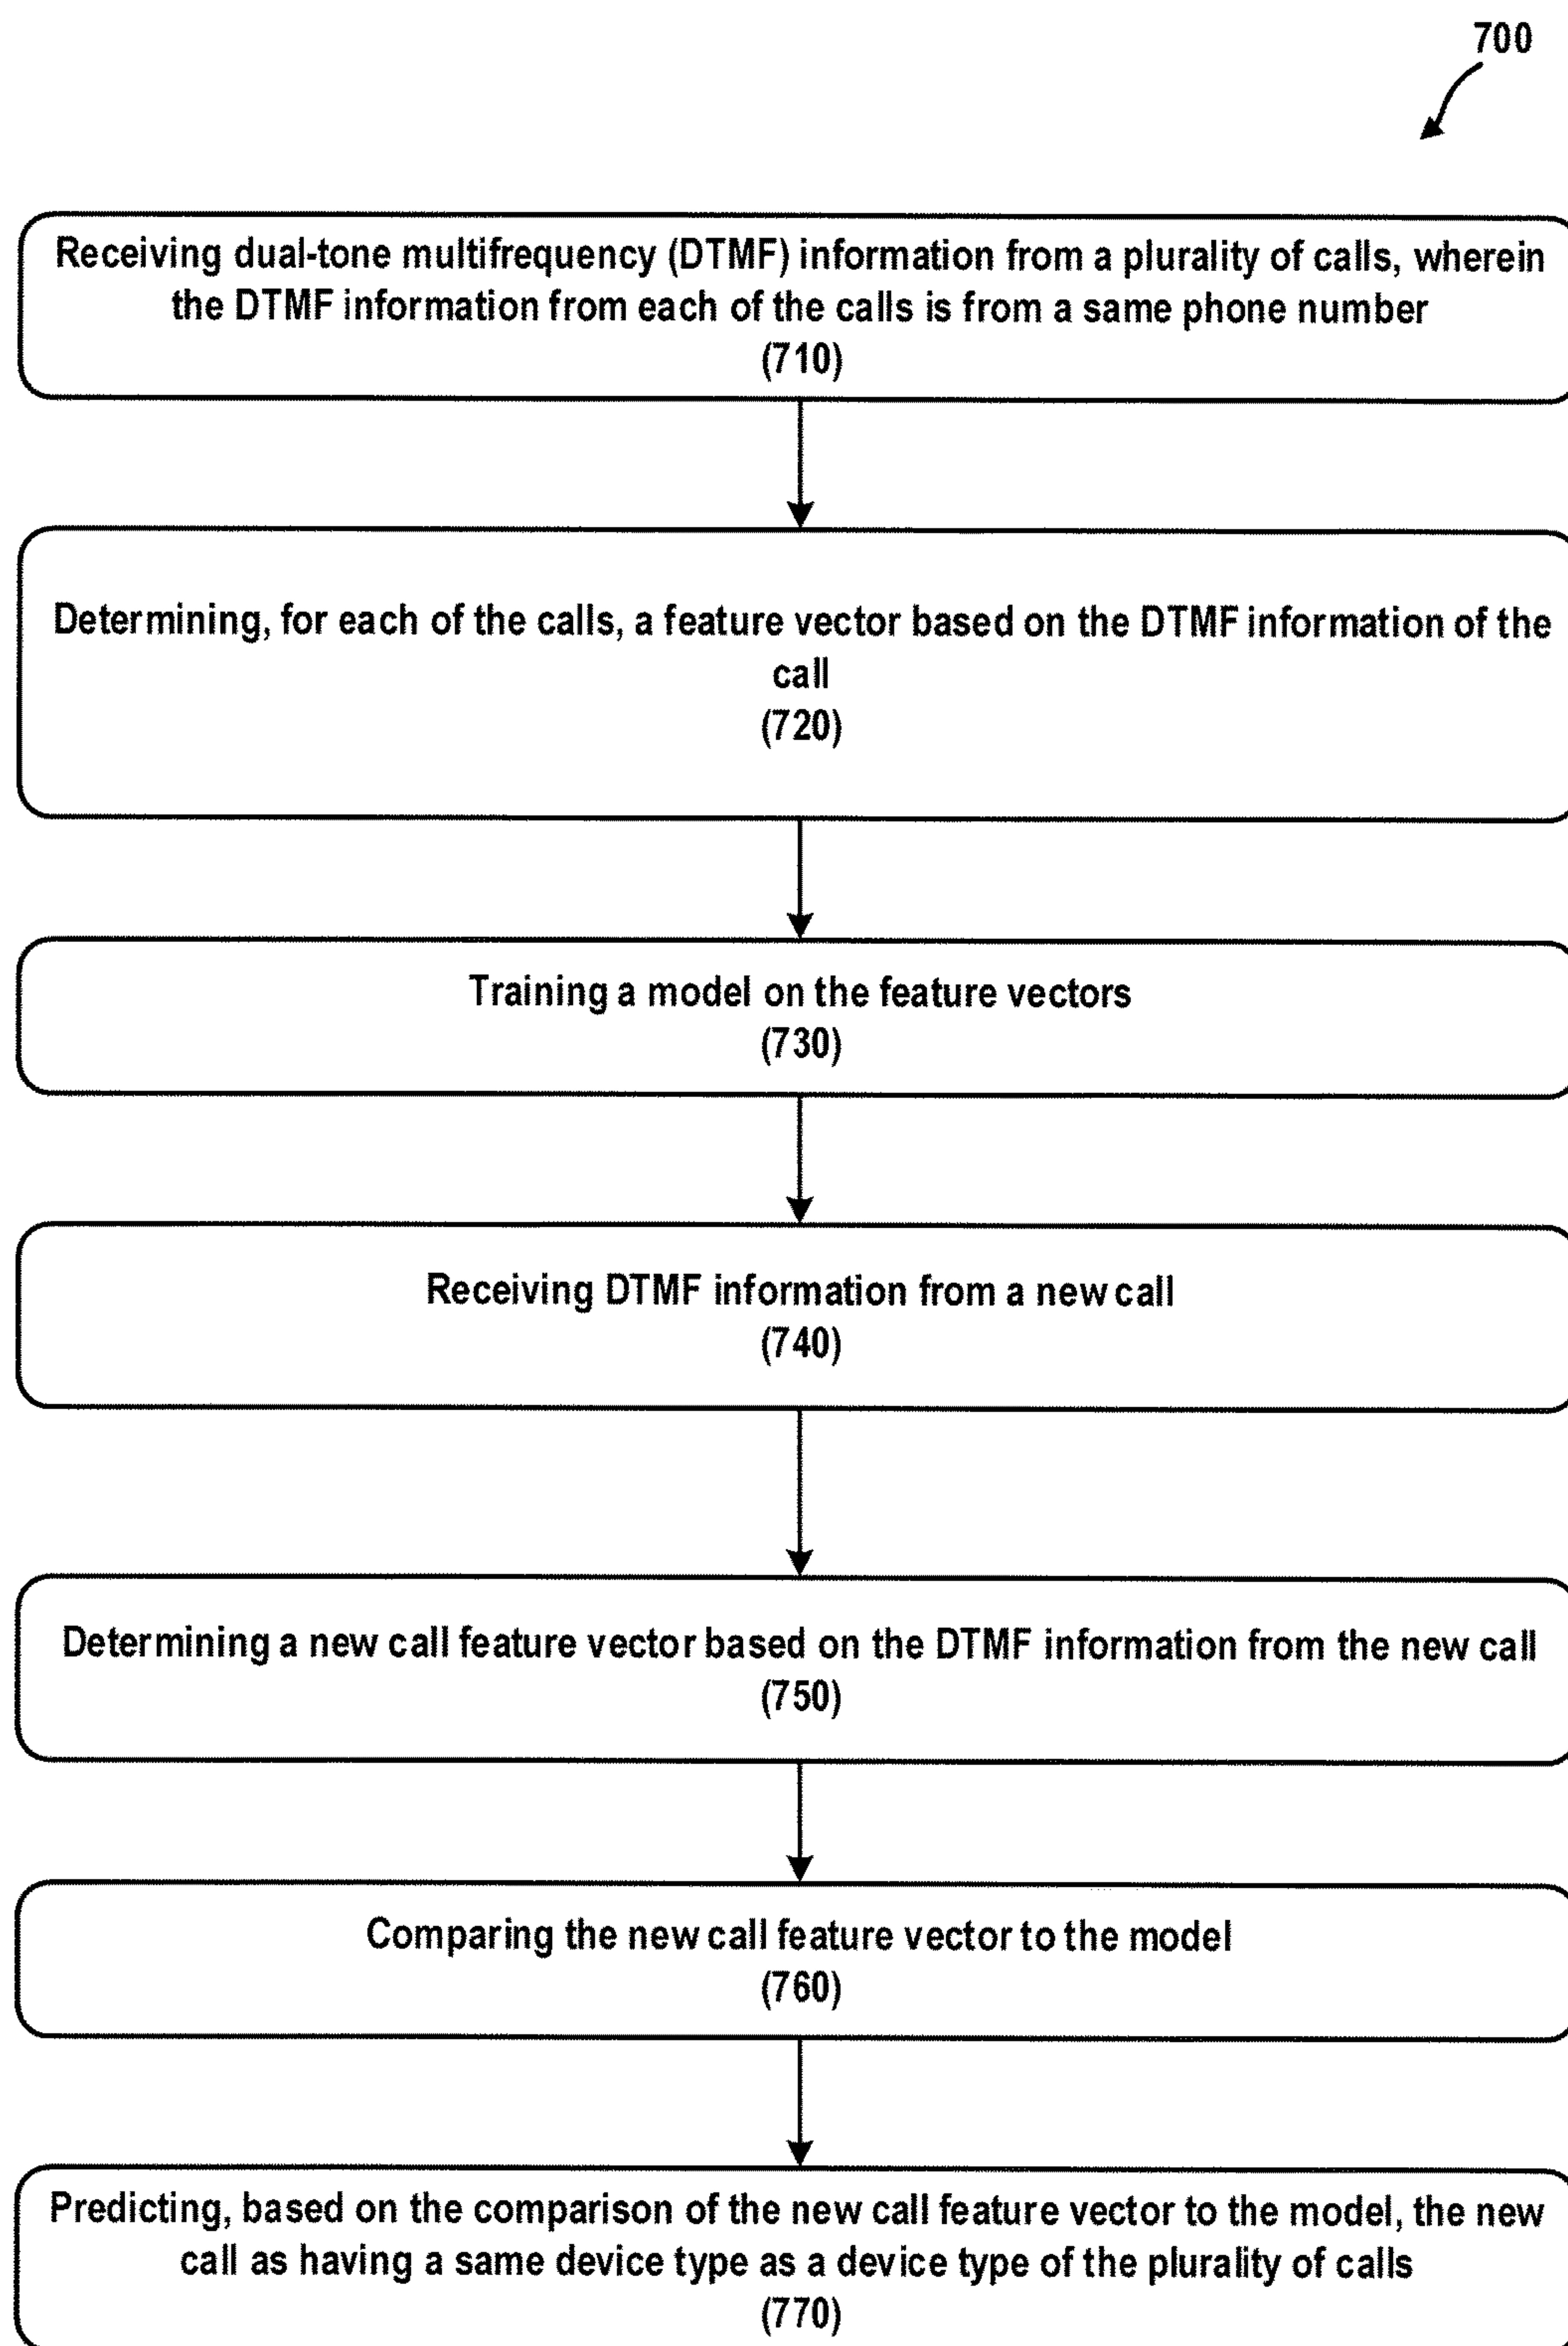 700
Receiving dual-tone multifrequency (DTMF) information from a plurality of calls, wherein
the DTMF information from each of the calls is from a same phone number
(710)
Determining, for each of the calls, a feature vector based on the DTMF information of the
call
(720)
Training a model on the feature vectors
(730)
Receiving DTMF information from a new call
(740)
Determining a new call feature vector based on the DTMF information from the new call
(750)
Comparing the new call feature vector to the model
(760)
Predicting, based on the comparison of the new call feature vector to the model, the new
call as having a same device type as a device type of the plurality of calls
(770)